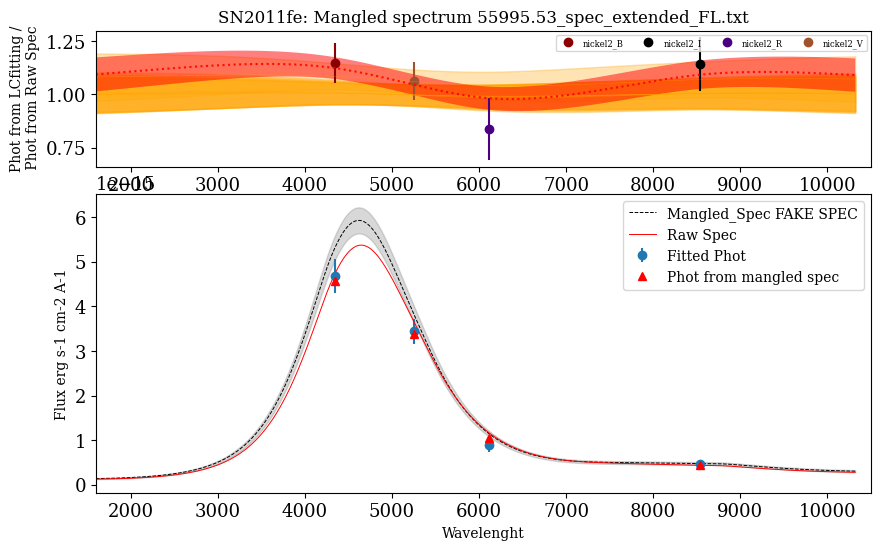 SN2011fe: Mangled spectrum 55995.53_spec_extended_FL.txt
Phot from LCfitting /
Phot from Raw Spec
1.25
1.00
0.75
nickel2_B
nickel2_I
nickel2_R
nickel2_V
2000 3000 4000 5000 6000 7000 8000 9000 10000
1e−15
6
5
4
3
2
1
0
Flux erg s-1 cm-2 A-1
Mangled_Spec FAKE SPEC
Raw Spec
Fitted Phot
Phot from mangled spec
2000 3000 4000 5000 6000 7000 8000 9000 10000
Wavelenght